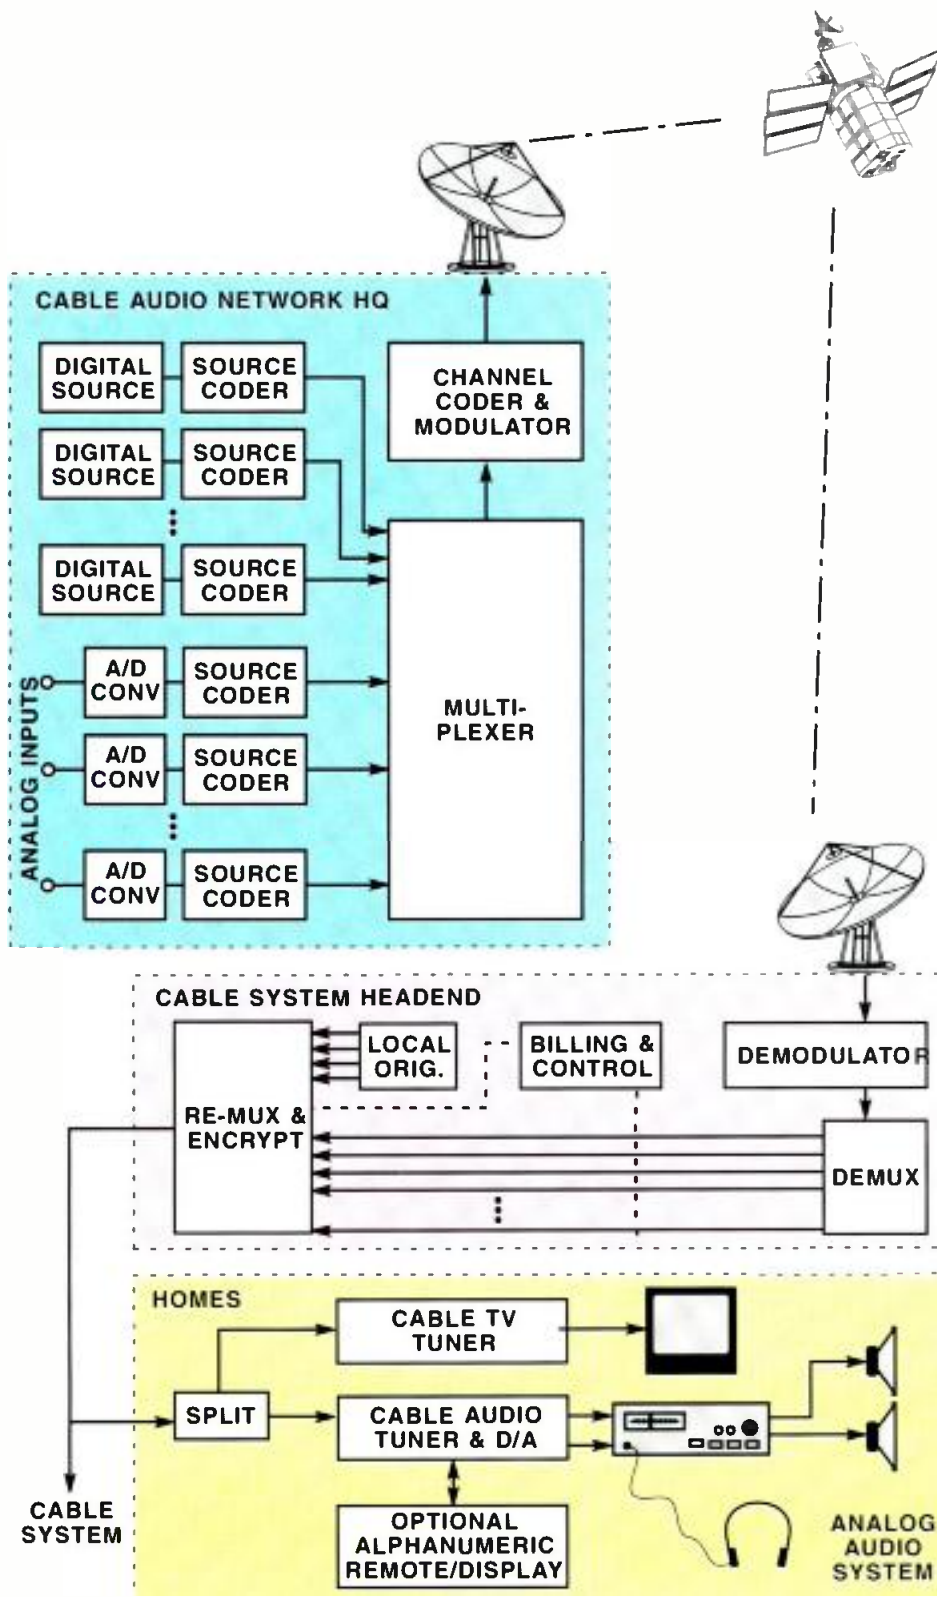 CABLE AUDIO NETWORK HQ
DIGITAL
SOURCE
SOURCE
CODER
CHANNEL
CODER &
MODULATOR
DIGITAL
SOURCE
SOURCE
CODER
DIGITAL
SOURCE
SOURCE
CODER
ANALOG INPUTS
A/D
CONV
SOURCE
CODER
MULTI-
PLEXER
A/D
CONV
SOURCE
CODER
A/D
CONV
SOURCE
CODER
CABLE SYSTEM HEADEND
RE-MUX &
ENCRYPT
LOCAL
ORIG.
BILLING &
CONTROL
DEMODULATOR
DEMUX
HOMES
CABLE TV
TUNER
SPLIT
CABLE AUDIO
TUNER & D/A
CABLE
SYSTEM
OPTIONAL
ALPHANUMERIC
REMOTE/DISPLAY
ANALOG
AUDIO
SYSTEM